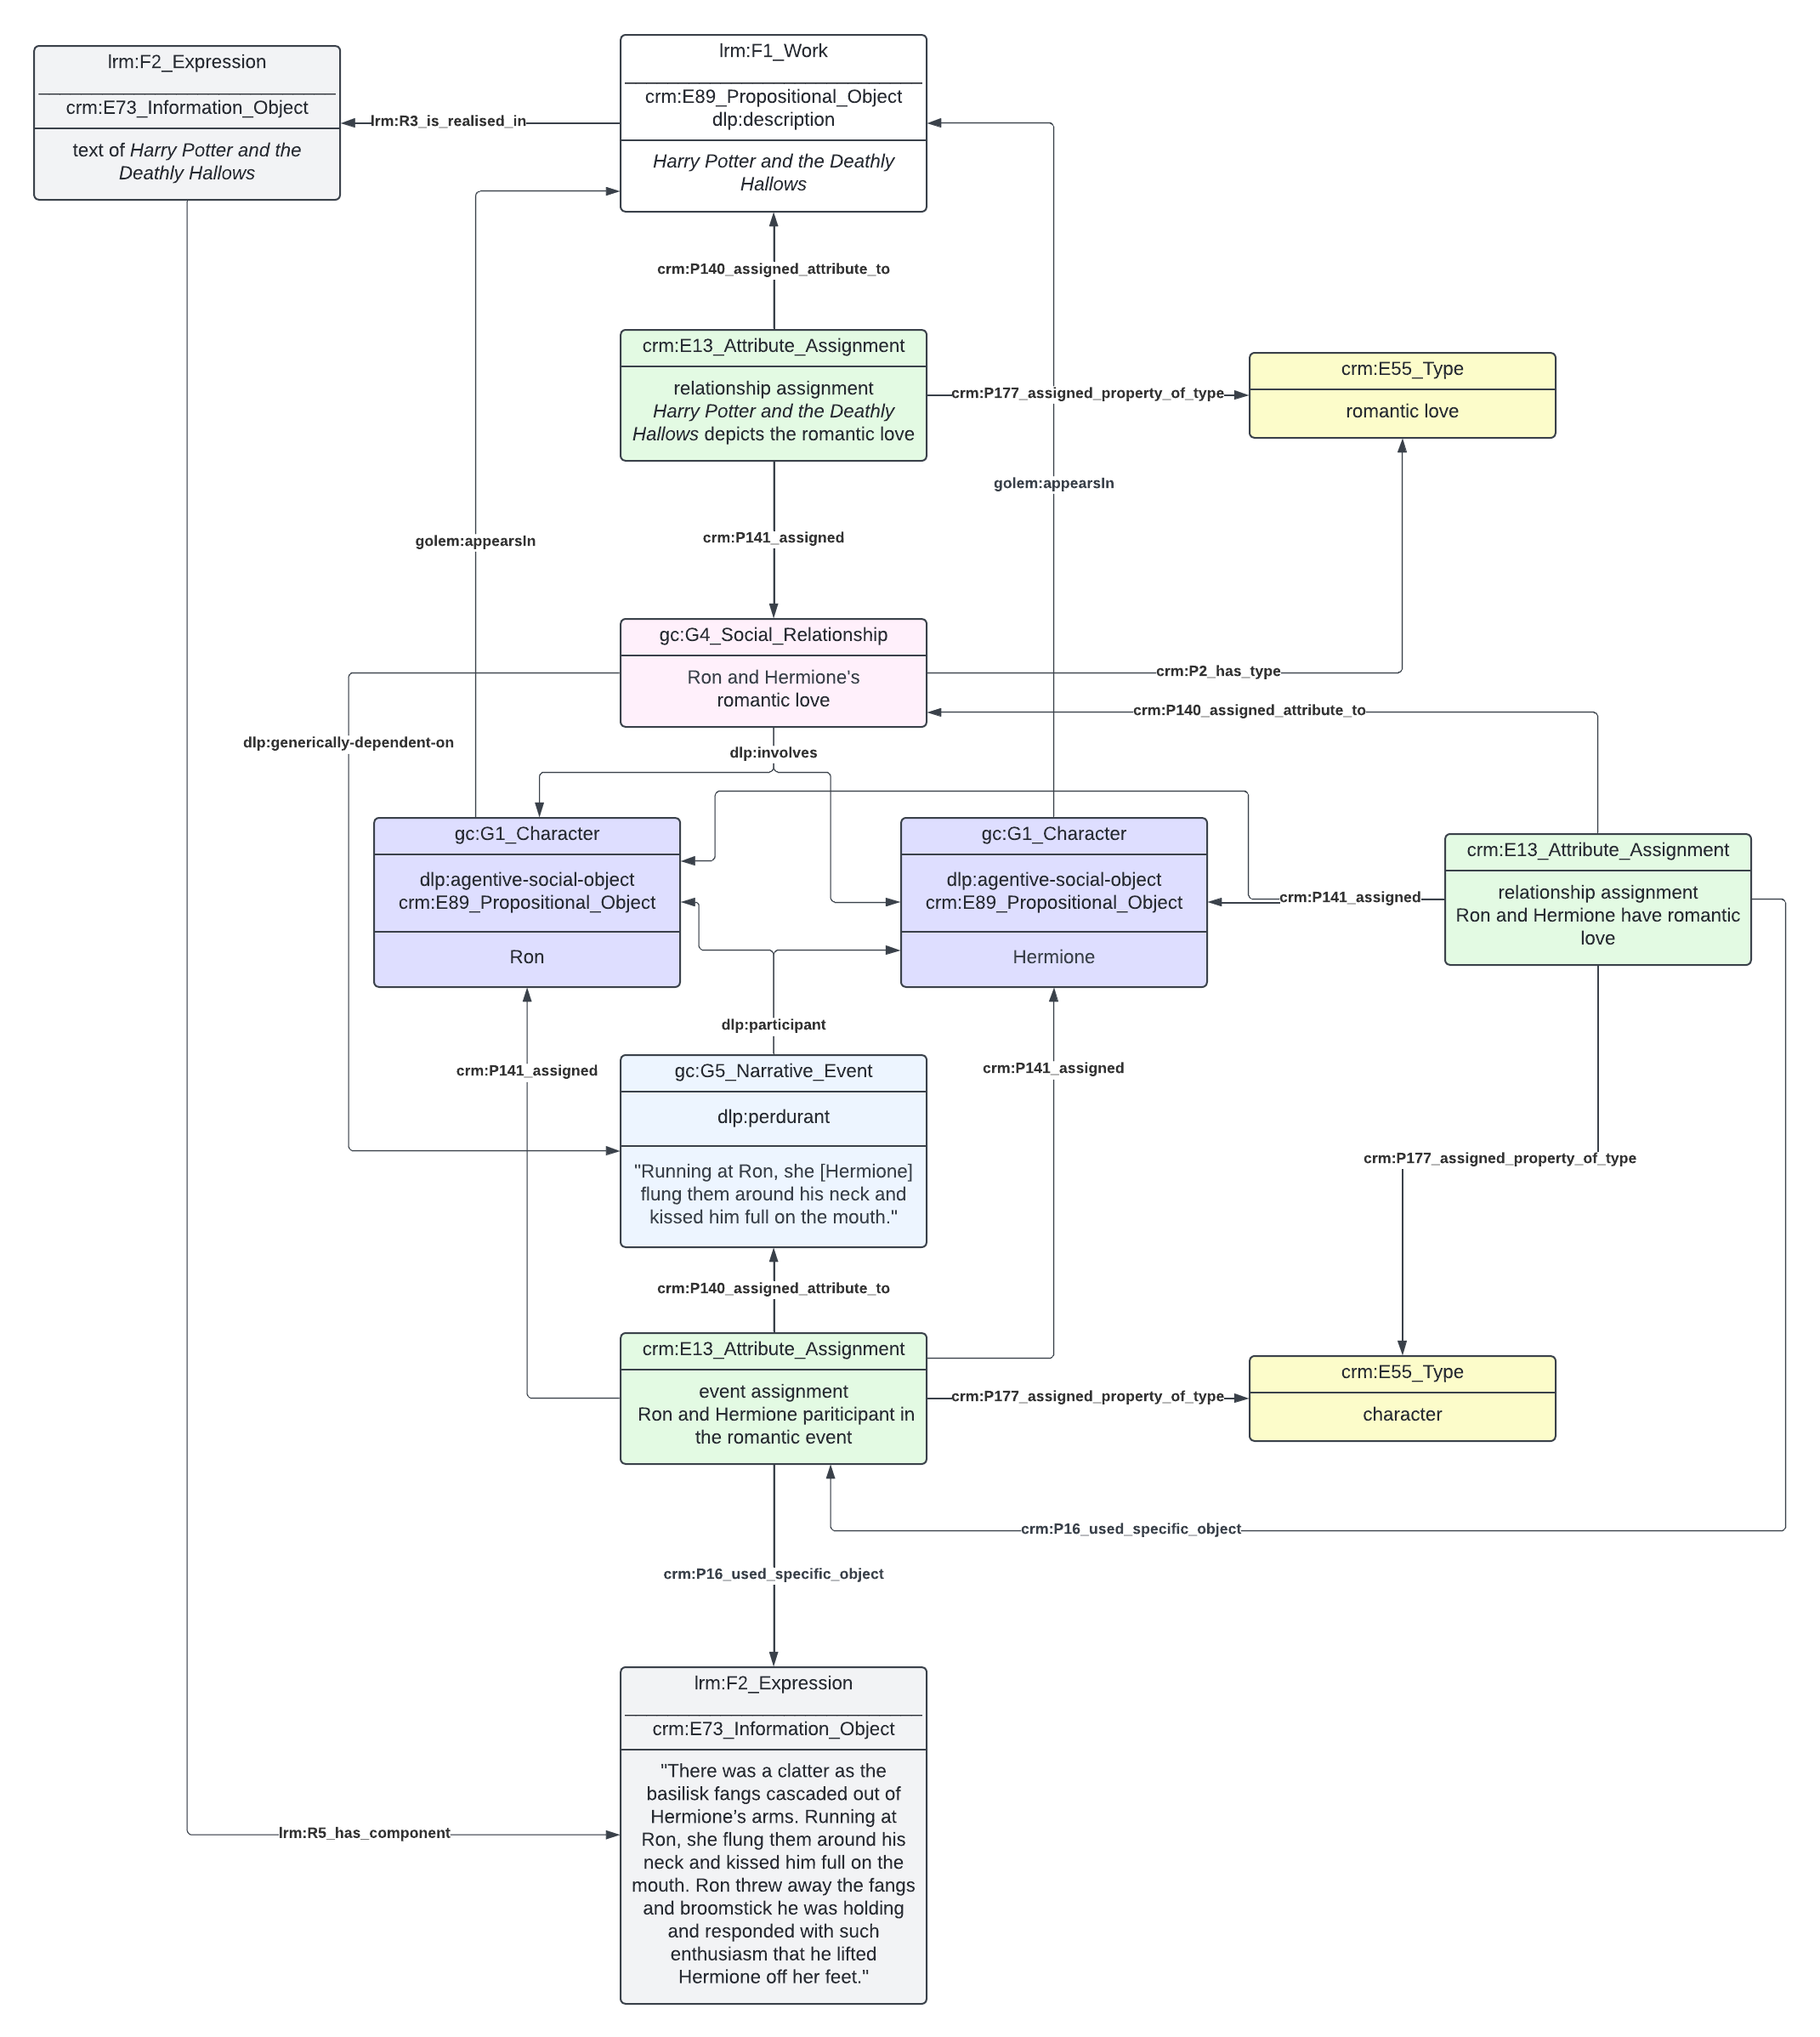 lrm:F2_Expression
crm:E73_Information_Object
text of Harry Potter and the
Deathly Hallows
lrm:R3_is_realised_in
lrm:F1_Work
crm:E89_Propositional_Object
dlp:description
Harry Potter and the Deathly
Hallows
crm:P140_assigned_attribute_to
crm:E13_Attribute_Assignment
relationship assignment
Harry Potter and the Deathly
Hallows depicts the romantic love
crm:P177_assigned_property_of_type
crm:E55_Type
romantic love
golem:appearsIn
golem:appearsIn
crm:P141_assigned
gc:G4_Social_Relationship
Ron and Hermione's
romantic love
crm:P2_has_type
crm:P140_assigned_attribute_to
dlp:generically-dependent-on
dlp:involves
gc:G1_Character
dlp:agentive-social-object
crm:E89_Propositional_Object
Ron
gc:G1_Character
dlp:agentive-social-object
crm:E89_Propositional_Object
Hermione
crm:P141_assigned
crm:E13_Attribute_Assignment
relationship assignment
Ron and Hermione have romantic
love
dlp:participant
crm:P141_assigned
crm:P141_assigned
gc:G5_Narrative_Event
dlp:perdurant
"Running at Ron, she [Hermione]
flung them around his neck and
kissed him full on the mouth."
crm:P177_assigned_property_of_type
crm:P140_assigned_attribute_to
crm:E13_Attribute_Assignment
event assignment
Ron and Hermione pariticipant in
the romantic event
crm:P177_assigned_property_of_type
crm:E55_Type
character
crm:P16_used_specific_object
crm:P16_used_specific_object
lrm:F2_Expression
crm:E73_Information_Object
"There was a clatter as the
basilisk fangs cascaded out of
Hermione’s arms. Running at
Ron, she flung them around his
neck and kissed him full on the
mouth. Ron threw away the fangs
and broomstick he was holding
and responded with such
enthusiasm that he lifted
Hermione off her feet."
lrm:R5_has_component